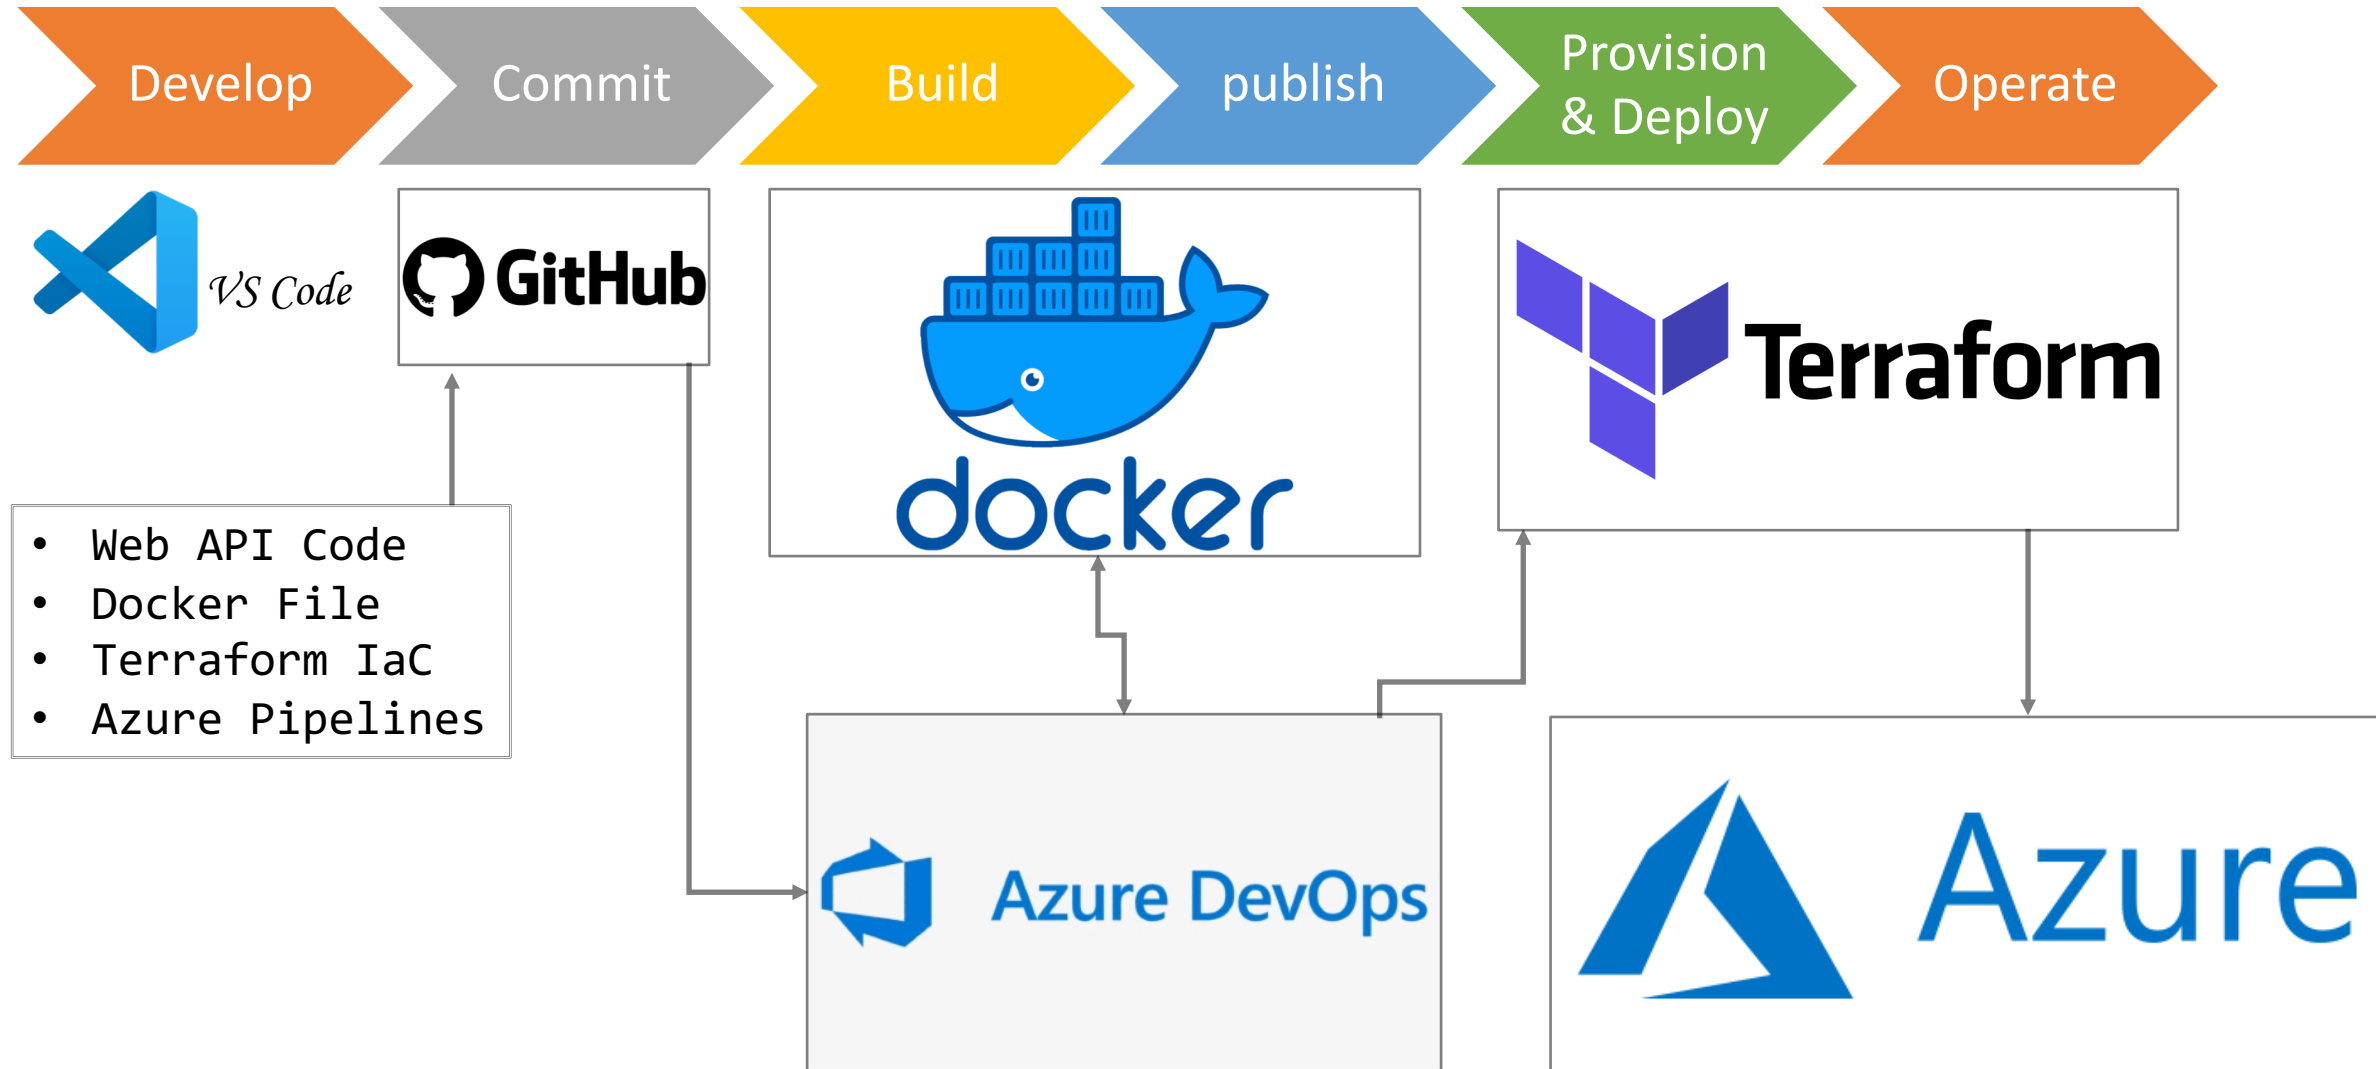 Develop
Commit
Build
publish
Provision
& Deploy
Operate
VS Code
GitHub
docker
Terraform
• Web API Code
• Docker File
• Terraform IaC
• Azure Pipelines
Azure DevOps
Azure